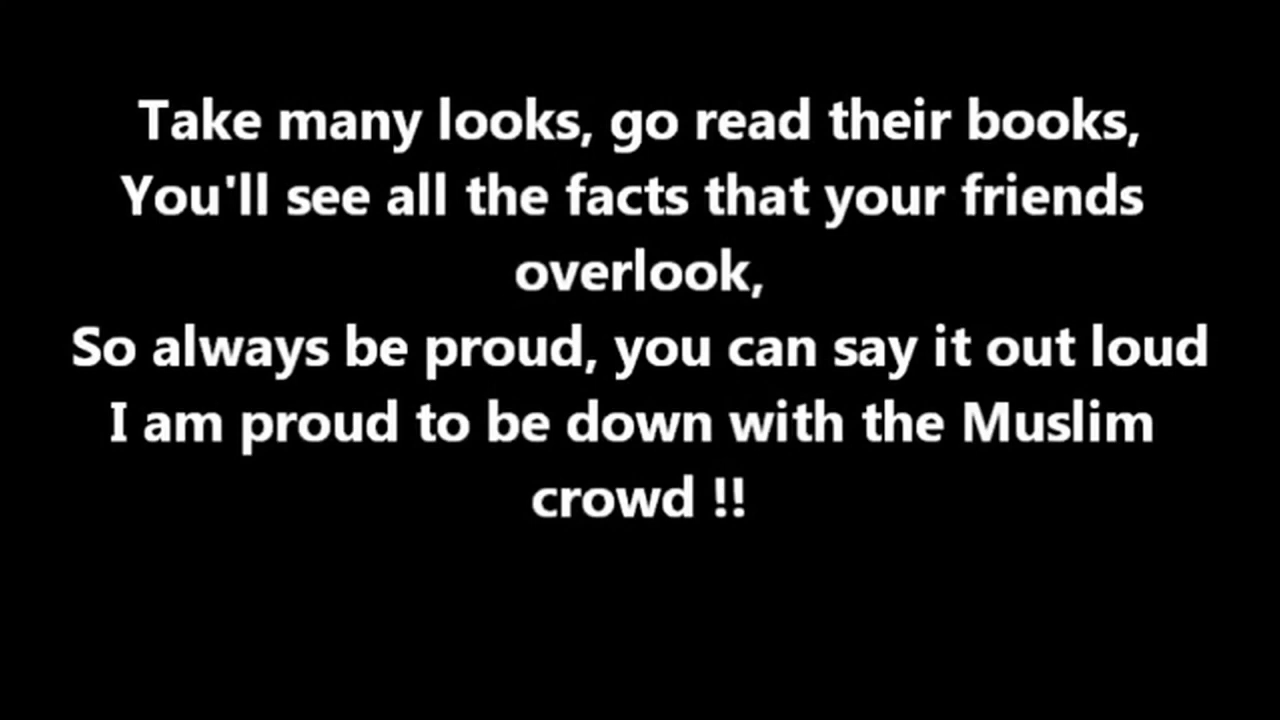 Take many looks, go read their books,
You'll see all the facts that your friends
overlook,
So always be proud, you can say it out loud
I am proud to be down with the Muslim
crowd !!